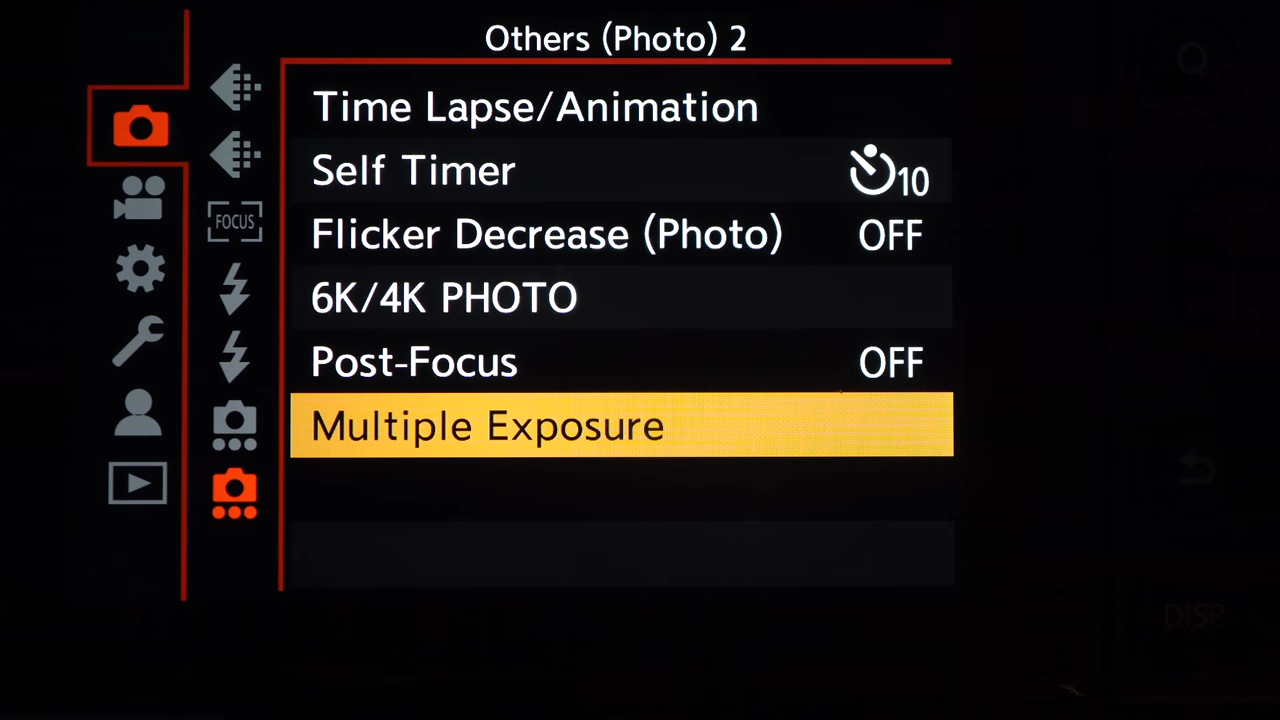 Others (Photo) 2
Time Lapse/Animation
Self Timer 10
Flicker Decrease (Photo) OFF
FOCUS
6K/4K PHOTO
Post-Focus OFF
Multiple Exposure
Q
DISP.